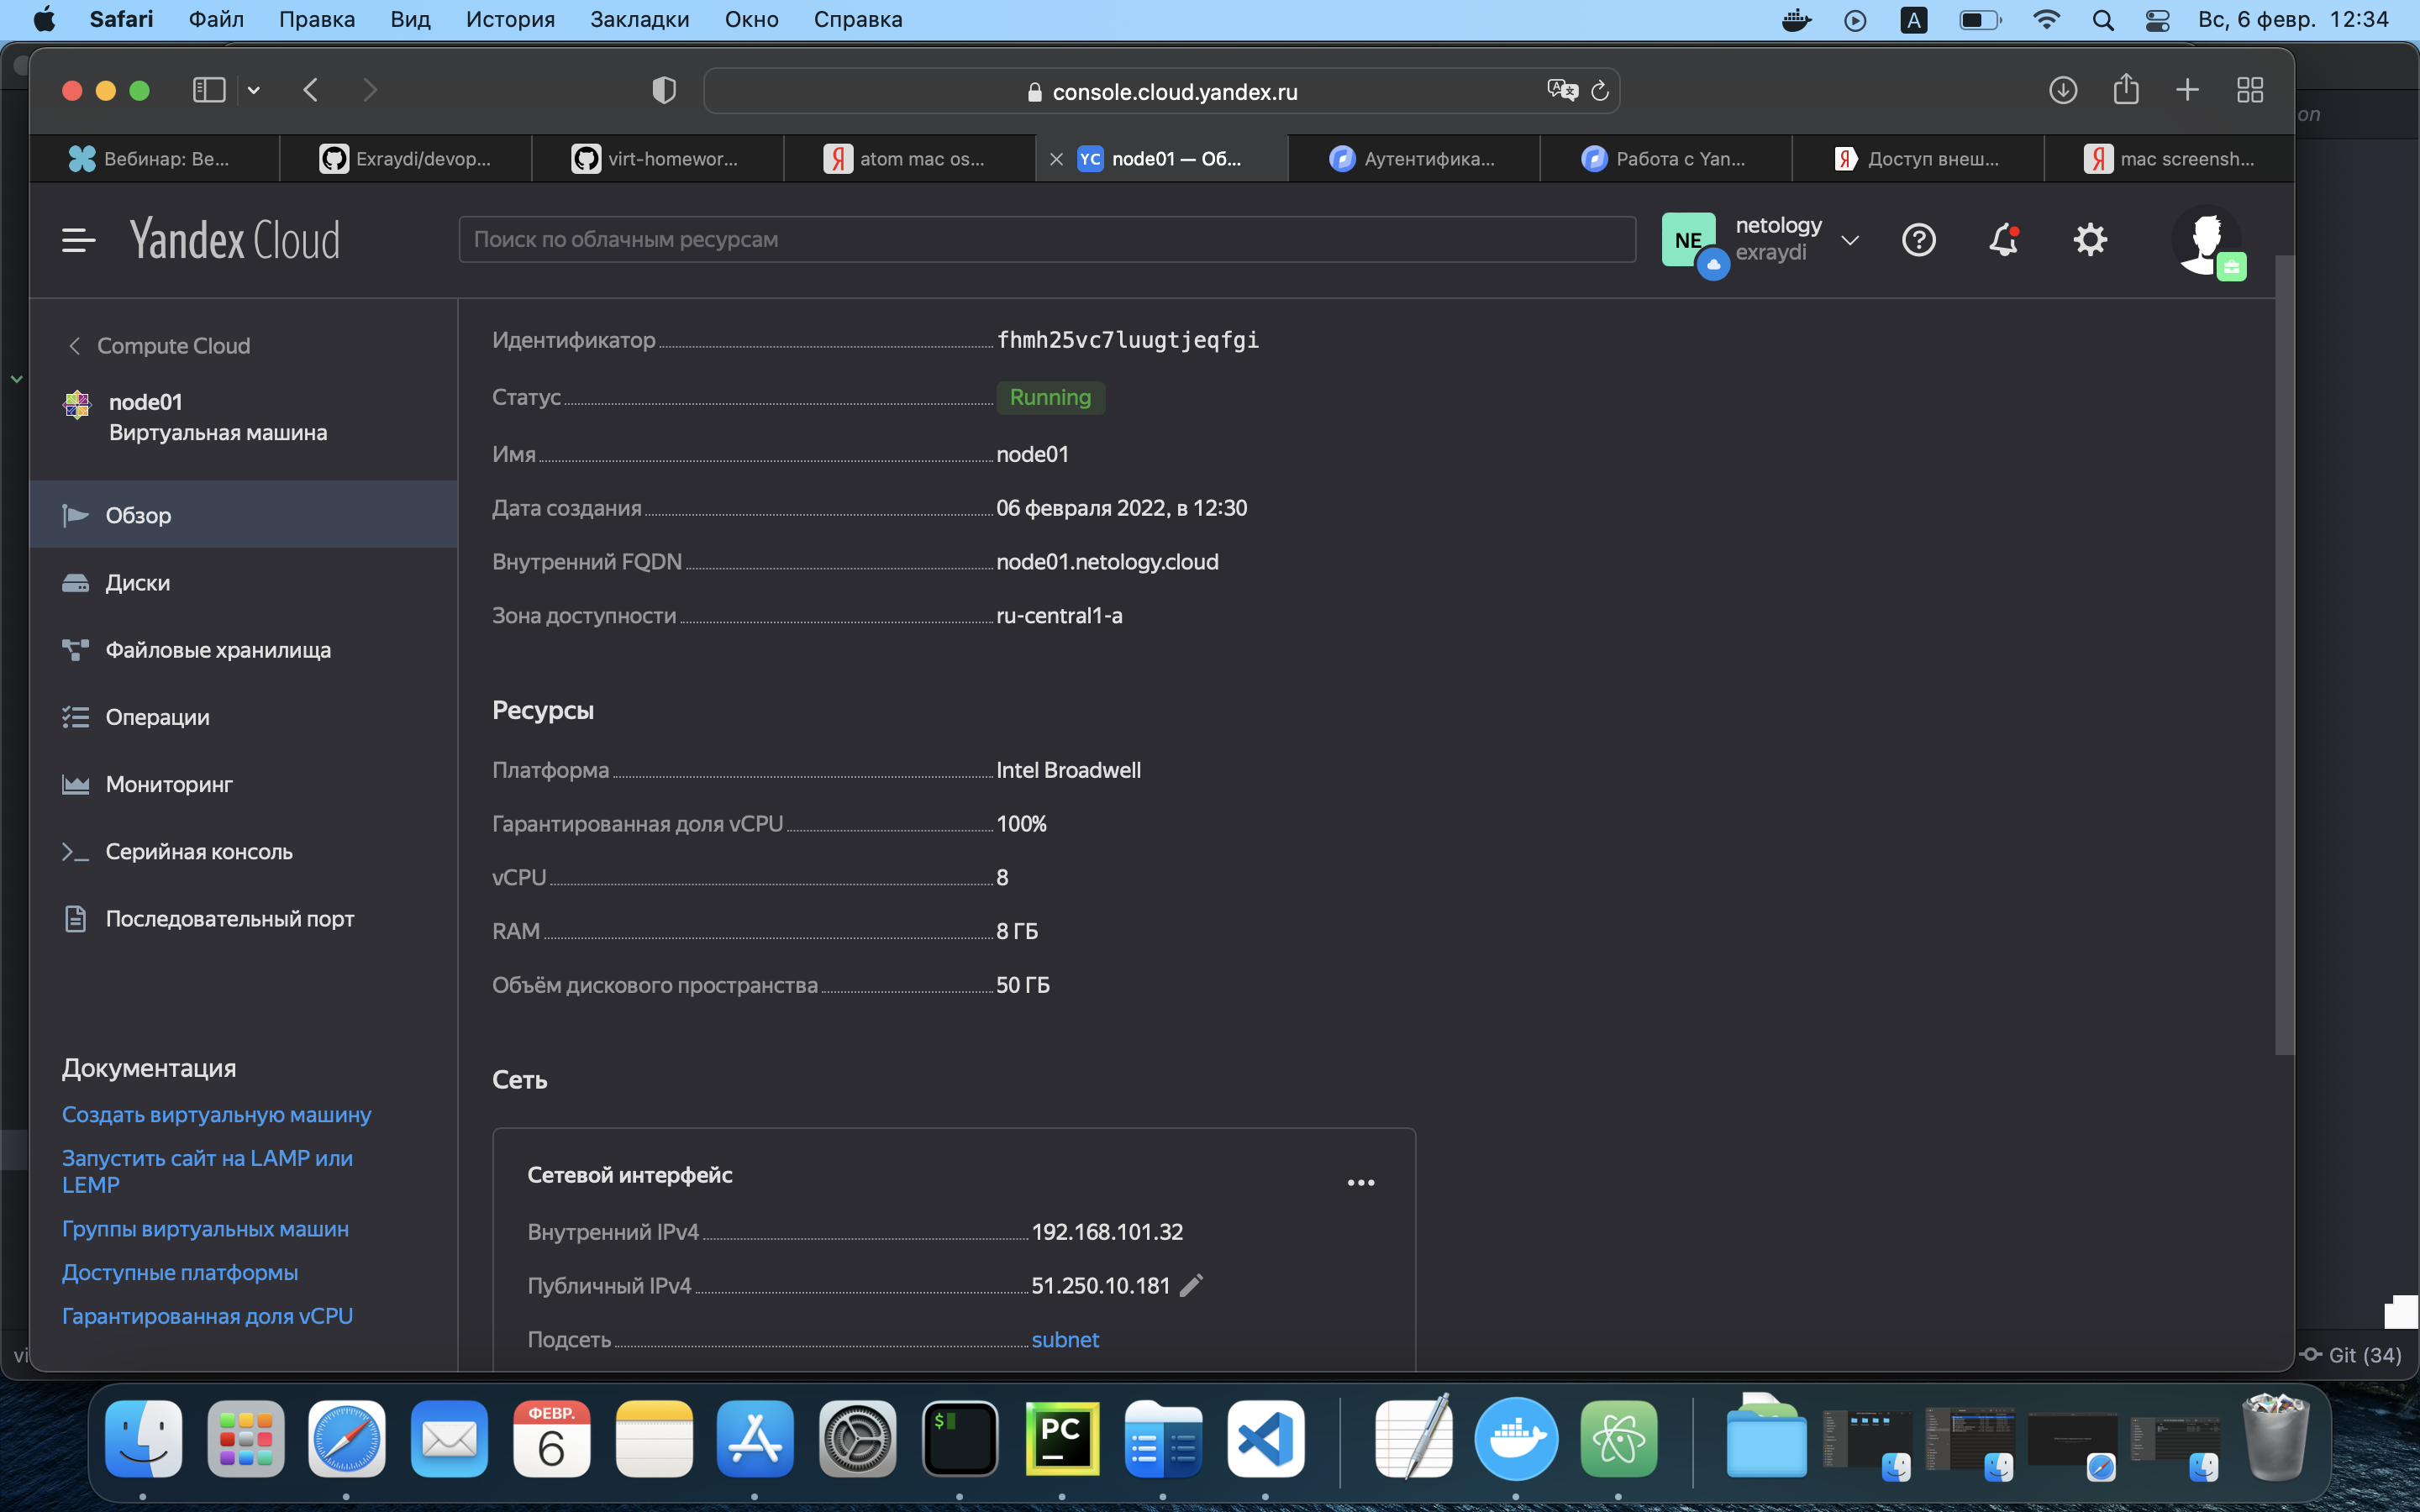 Safari Файл Правка Вид История Закладки Окно Справка A Вс, 6 февр. 12:34
console.cloud.yandex.ru
on
Вебинар: Ве... Exraydi/devop... virt-homewor... atom mac os... YC node01 — Об... Аутентифика... Работа с Yan... Доступ внеш... mac screensh...
Yandex Cloud Поиск по облачным ресурсам NE netology
exraydi
Compute Cloud
node01
Виртуальная машина
Обзор
Диски
Файловые хранилища
Операции
Мониторинг
Серийная консоль
Последовательный порт
Документация
Создать виртуальную машину
Запустить сайт на LAMP или
LEMP
Группы виртуальных машин
Доступные платформы
Гарантированная доля vCPU
Идентификатор fhmh25vc7luugtjeqfgi
Статус Running
Имя node01
Дата создания 06 февраля 2022, в 12:30
Внутренний FQDN node01.netology.cloud
Зона доступности ru-central1-a
Ресурсы
Платформа Intel Broadwell
Гарантированная доля vCPU 100%
vCPU 8
RAM 8 ГБ
Объём дискового пространства 50 ГБ
Сеть
Сетевой интерфейс
Внутренний IPv4 192.168.101.32
Публичный IPv4 51.250.10.181
Подсеть subnet
vi
Git (34)
ФЕВР.
6
$
PC